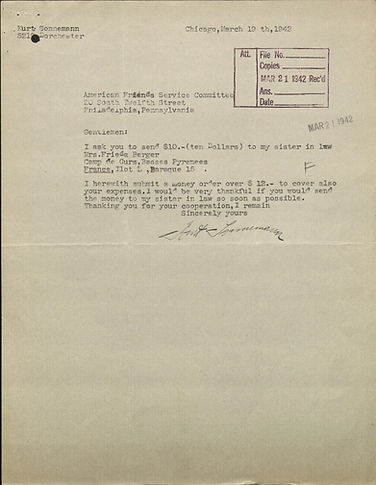 Kurt Sonnemann
Chicago,March 19 th,1942
Dorchester
Att.
File No.
Copies
MAR 21 1942 Rec'd
Ans.
Date
American Friends Service Committee
20 South Twelfth Street
Philadelphia,Pennsylvania
MAR 21 1942
Gentlemen:
I ask you to send $10.-(ten Dollars) to my sister in law
Mrs.Frieda Berger
Camp de Gurs,Basses Pyrenees
France, Ilot L ,Baraque 15 .
F
I herewith submit a money order over $ 12.- to cover also
your expenses.I would be very thankful if you would send
the money to my sister in law so soon as possible.
Thanking you for your cooperation,I remain
Sincerely yours
Kurt Sonnemann